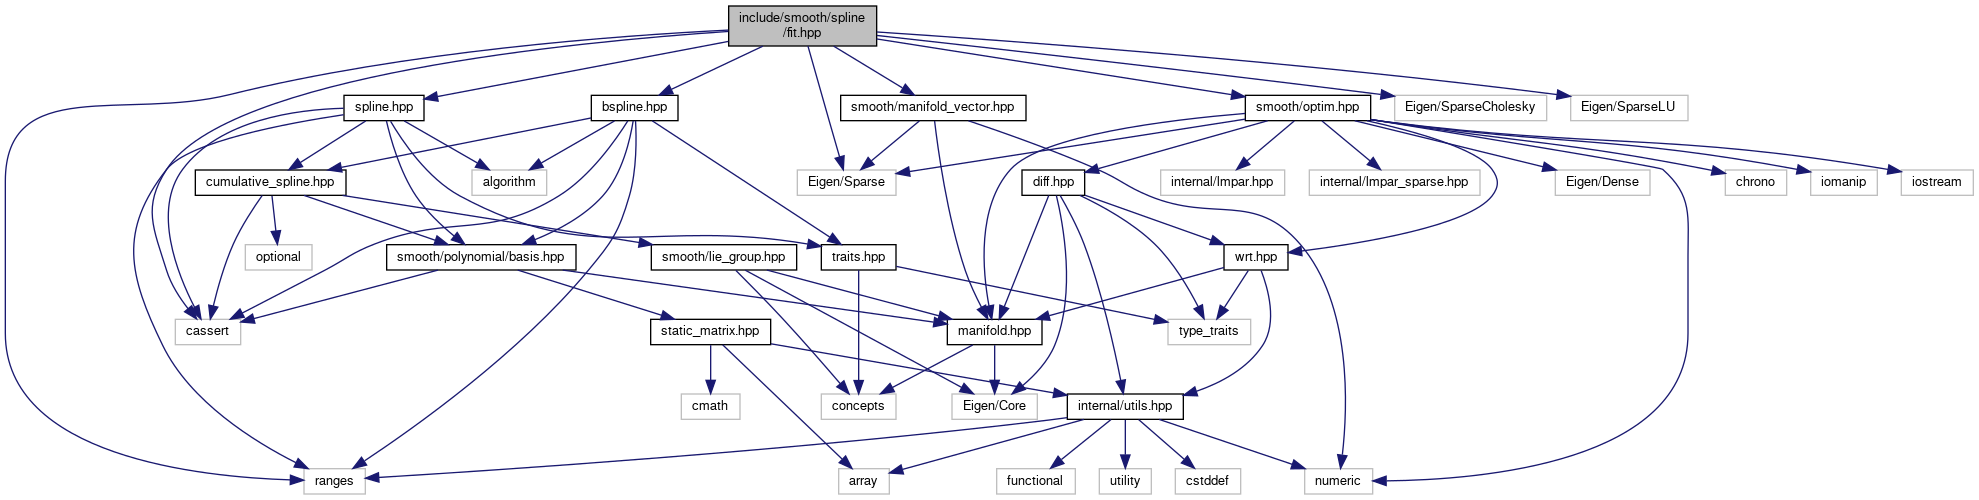 include/smooth/spline
/fit.hpp
spline.hpp
bspline.hpp
smooth/manifold_vector.hpp
smooth/optim.hpp
Eigen/SparseCholesky
Eigen/SparseLU
cumulative_spline.hpp
algorithm
Eigen/Sparse
diff.hpp
internal/lmpar.hpp
internal/lmpar_sparse.hpp
Eigen/Dense
chrono
iomanip
iostream
optional
smooth/polynomial/basis.hpp
smooth/lie_group.hpp
traits.hpp
wrt.hpp
cassert
static_matrix.hpp
manifold.hpp
type_traits
cmath
concepts
Eigen/Core
internal/utils.hpp
ranges
array
functional
utility
cstddef
numeric